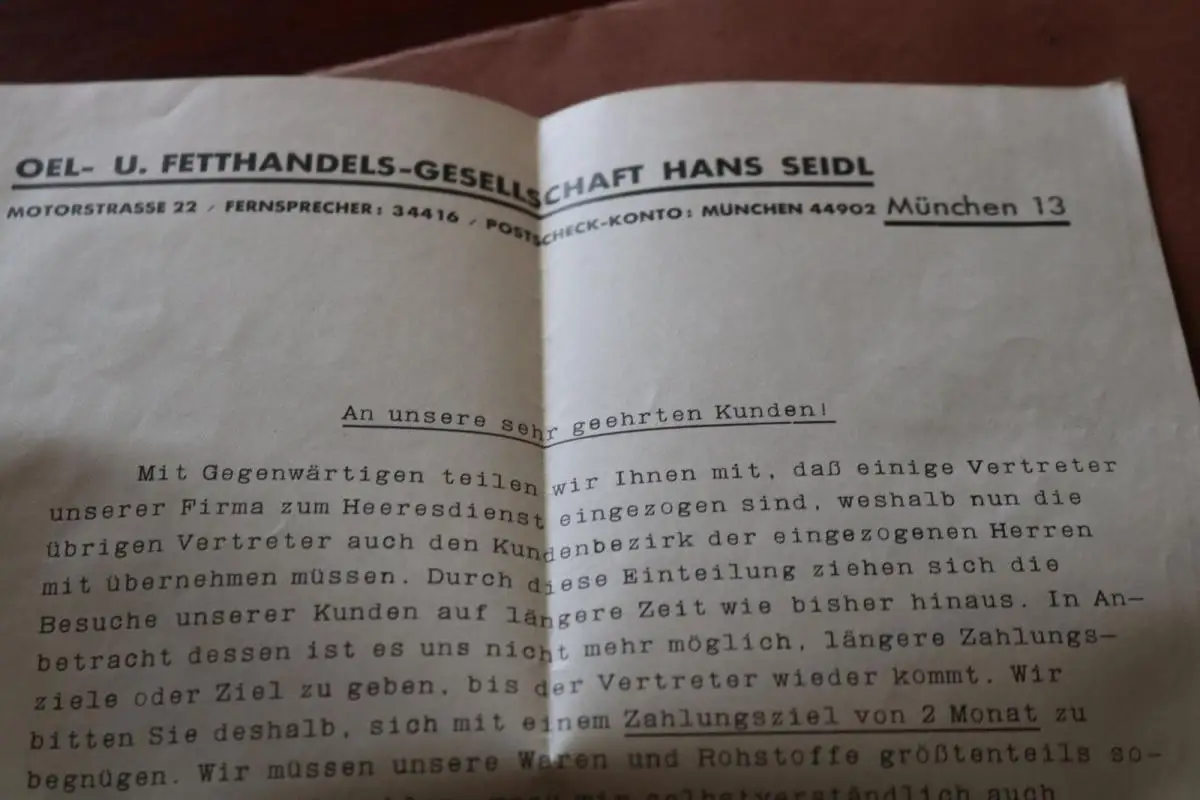 OEL- U. FETTHANDELS-GESELLSCHAFT HANS SEIDL
MOTORSTRASSE 22 / FERNSPRECHER: 34416 / POSTSCHECK-KONTO: MÜNCHEN 44902 München 13
An unsere sehr geehrten Kunden!
Mit Gegenwärtigen teilen wir Ihnen mit, daß einige Vertreter
unserer Firma zum Heeresdienst eingezogen sind, weshalb nun die
übrigen Vertreter auch den Kundenbezirk der eingezogenen Herren
mit übernehmen müssen. Durch diese Einteilung ziehen sich die
Besuche unserer Kunden auf längere Zeit wie bisher hinaus. In An-
betracht dessen ist es uns nicht mehr möglich, längere Zahlungs-
ziele oder Ziel zu geben, bis der Vertreter wieder kommt. Wir
bitten Sie deshalb, sich mit einem Zahlungsziel von 2 Monat zu
begnügen. Wir müssen unsere Waren und Rohstoffe größtenteils so-
wir selbstverständlich auch